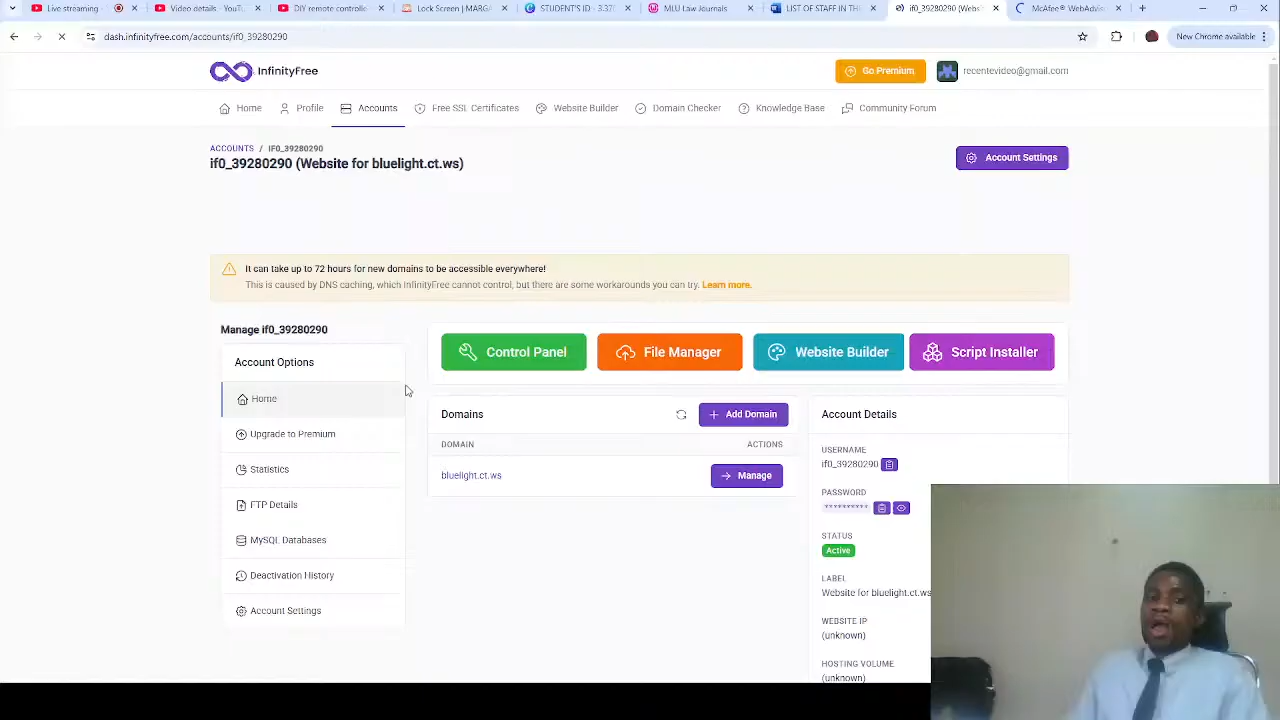 Live streaming -
Video details - YouTu
DIY remote controlle
Lock Screen | MARGA
STUDENT'S ID - 3.320
MLU Law Journals
LIST OF STAFF IN THE
if0_39280290 (Webs
McAfee® WebAdvis
dash.infinityfree.com/accounts/if0_39280290
New Chrome available
InfinityFree
Go Premium
recentevideo@gmail.com
Home
Profile
Accounts
Free SSL Certificates
Website Builder
Domain Checker
Knowledge Base
Community Forum
ACCOUNTS / IF0_39280290
if0_39280290 (Website for bluelight.ct.ws)
Account Settings
It can take up to 72 hours for new domains to be accessible everywhere!
This is caused by DNS caching, which InfinityFree cannot control, but there are some workarounds you can try. Learn more.
Manage if0_39280290
Account Options
Home
Upgrade to Premium
Statistics
FTP Details
MySQL Databases
Deactivation History
Account Settings
Control Panel
File Manager
Website Builder
Script Installer
Domains
Add Domain
DOMAIN
ACTIONS
bluelight.ct.ws
Manage
Account Details
USERNAME
if0_39280290
PASSWORD
**********
STATUS
Active
LABEL
Website for bluelight.ct.ws
WEBSITE IP
(unknown)
HOSTING VOLUME
(unknown)